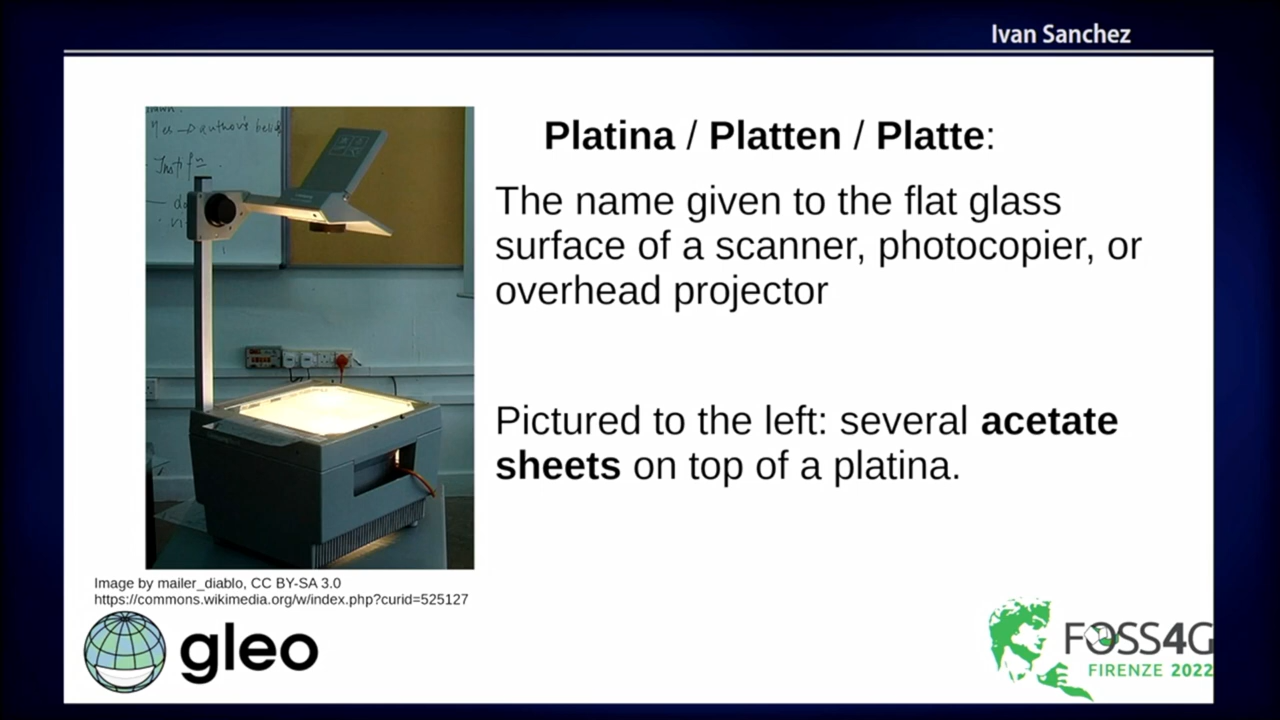 Ivan Sanchez
Platina / Platten / Platte:
The name given to the flat glass
surface of a scanner, photocopier, or
overhead projector
Pictured to the left: several acetate
sheets on top of a platina.
Image by mailer_diablo, CC BY-SA 3.0
https://commons.wikimedia.org/w/index.php?curid=525127
gleo
FOSS4G
FIRENZE 2022